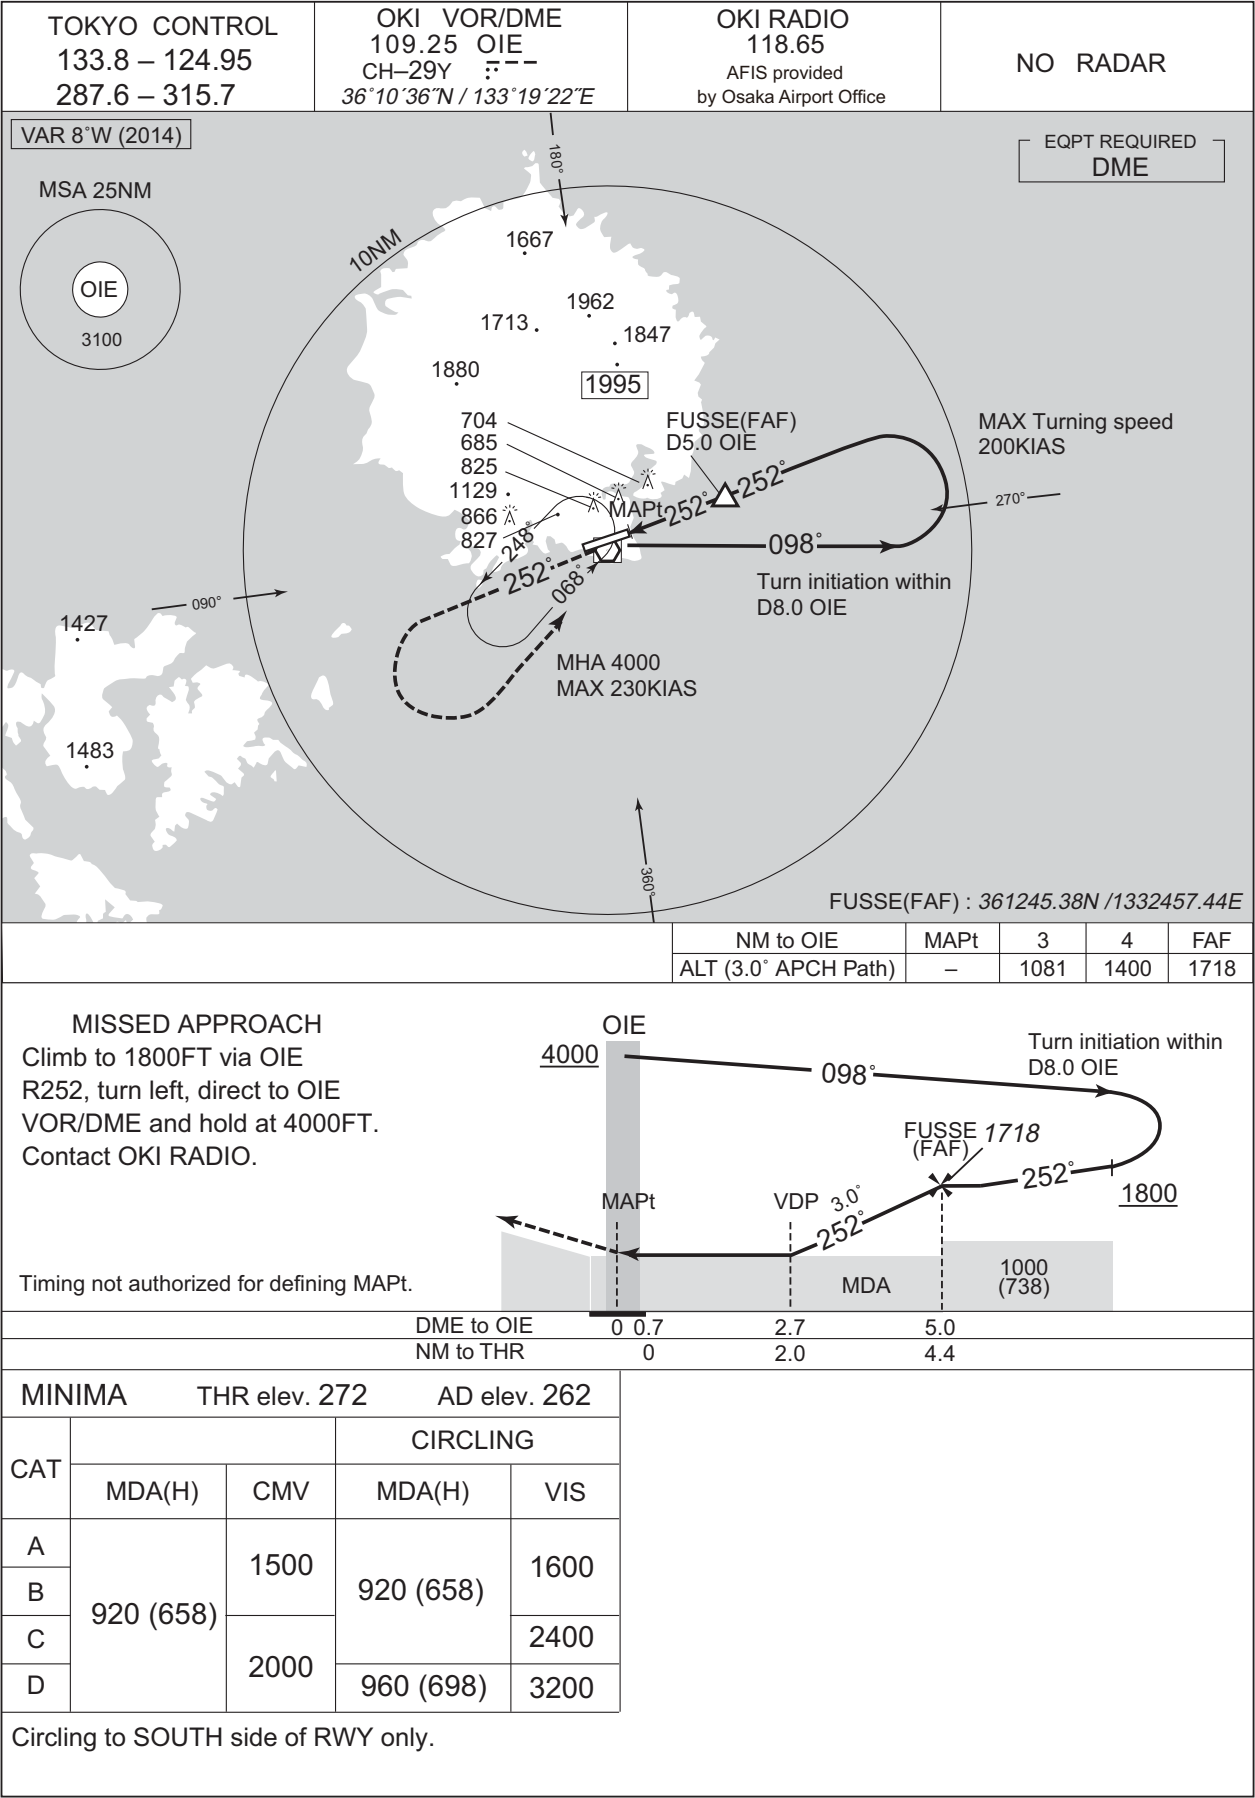 TOKYO CONTROL
133.8 – 124.95
287.6 – 315.7
OKI VOR/DME
109.25 OIE
CH–29Y
36°10´36˝N / 133°19´22˝E
OKI RADIO
118.65
AFIS provided
by Osaka Airport Office
NO RADAR
VAR 8°W (2014)
EQPT REQUIRED
DME
MSA 25NM
OIE
3100
180°
10NM
1667
1962
1713
1847
1880
1995
704
685
825
1129
866
827
FUSSE(FAF)
D5.0 OIE
MAX Turning speed
200KIAS
MAPt
252°
252°
270°
098°
248°
252°
068°
Turn initiation within
D8.0 OIE
090°
1427
MHA 4000
MAX 230KIAS
1483
360°
FUSSE(FAF) : 361245.38N /1332457.44E
NM to OIE MAPt 3 4 FAF
ALT (3.0° APCH Path) – 1081 1400 1718
MISSED APPROACH
Climb to 1800FT via OIE
R252, turn left, direct to OIE
VOR/DME and hold at 4000FT.
Contact OKI RADIO.
OIE
4000
098°
Turn initiation within
D8.0 OIE
FUSSE 1718
(FAF)
252°
1800
MAPt
VDP
3.0°
252°
MDA
1000
(738)
Timing not authorized for defining MAPt.
DME to OIE 0 0.7 2.7 5.0
NM to THR 0 2.0 4.4
MINIMA THR elev. 272 AD elev. 262
CAT
CIRCLING
MDA(H) CMV MDA(H) VIS
A
B
C
D
920 (658)
1500
2000
920 (658)
960 (698)
1600
2400
3200
Circling to SOUTH side of RWY only.